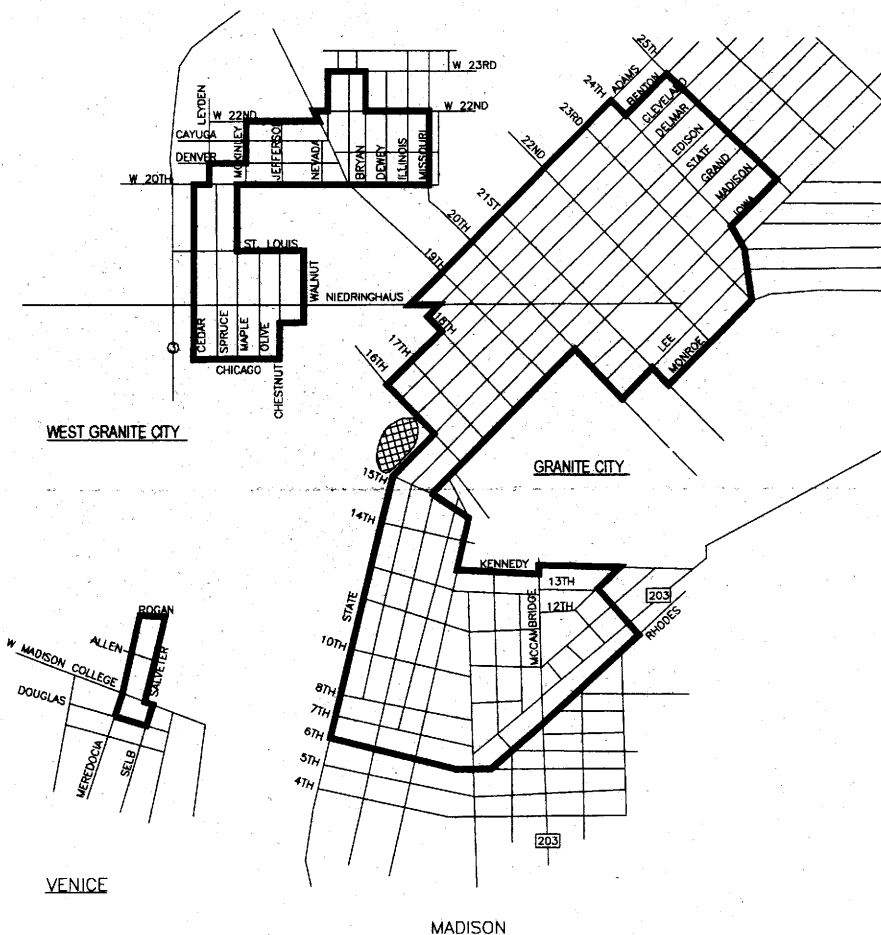 W 23RD
25TH
LEYDEN
ADAMS
24TH
BENTON
CLEVELAND
W 22ND
W 22ND
23RD
DELMAR
CAYUGA
MCKINLEY
JEFFERSON
NEVADA
BRYAN
DEWEY
ILLINOIS
MISSOURI
EDISON
DENVER
22ND
STATE
GRAND
W 20TH
21ST
MADISON
20TH
IOWA
ST. LOUIS
19TH
WALNUT
NIEDRINGHAUS
CEDAR
SPRUCE
MAPLE
OLIVE
18TH
17TH
LEE
MONROE
16TH
CHICAGO
CHESTNUT
WEST GRANITE CITY
GRANITE CITY
15TH
14TH
KENNEDY
13TH
203
STATE
MCCAMBRIDGE
12TH
ROGAN
RHODES
ALLEN
W MADISON
COLLEGE
SALVETER
10TH
DOUGLAS
8TH
7TH
6TH
MEREDOCIA
SELB
5TH
4TH
203
VENICE
MADISON